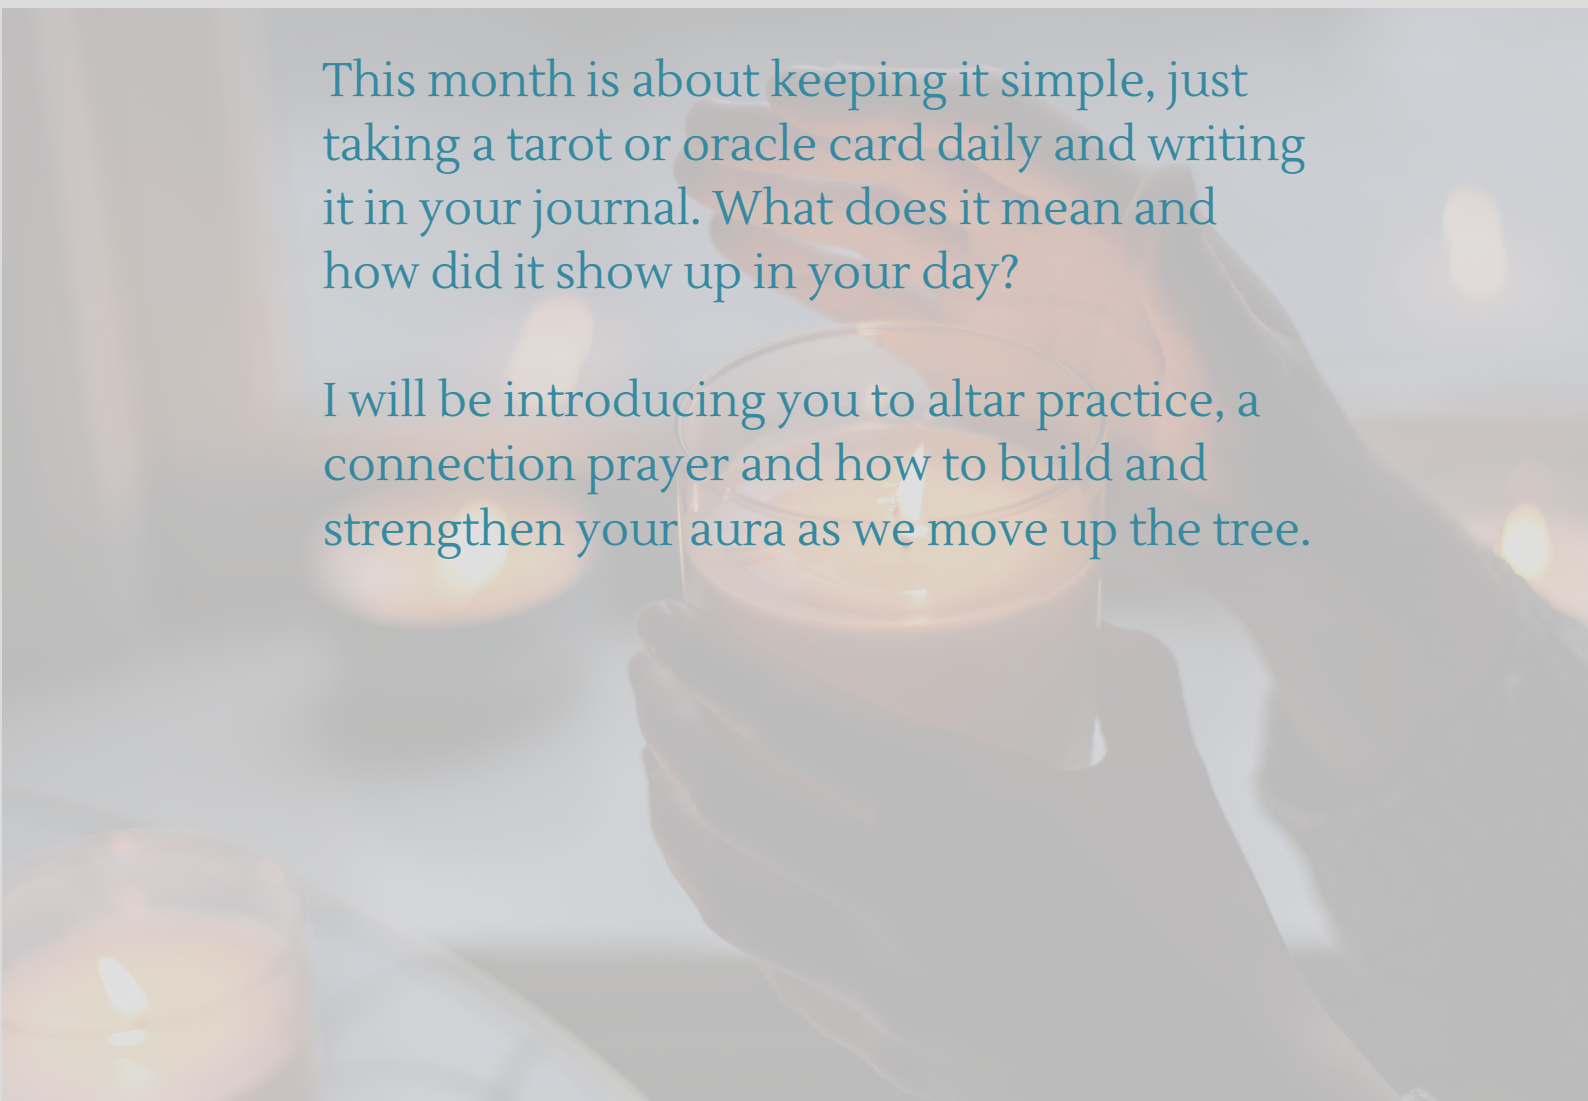 This month is about keeping it simple, just
taking a tarot or oracle card daily and writing
it in your journal. What does it mean and
how did it show up in your day?
I will be introducing you to altar practice, a
connection prayer and how to build and
strengthen your aura as we move up the tree.